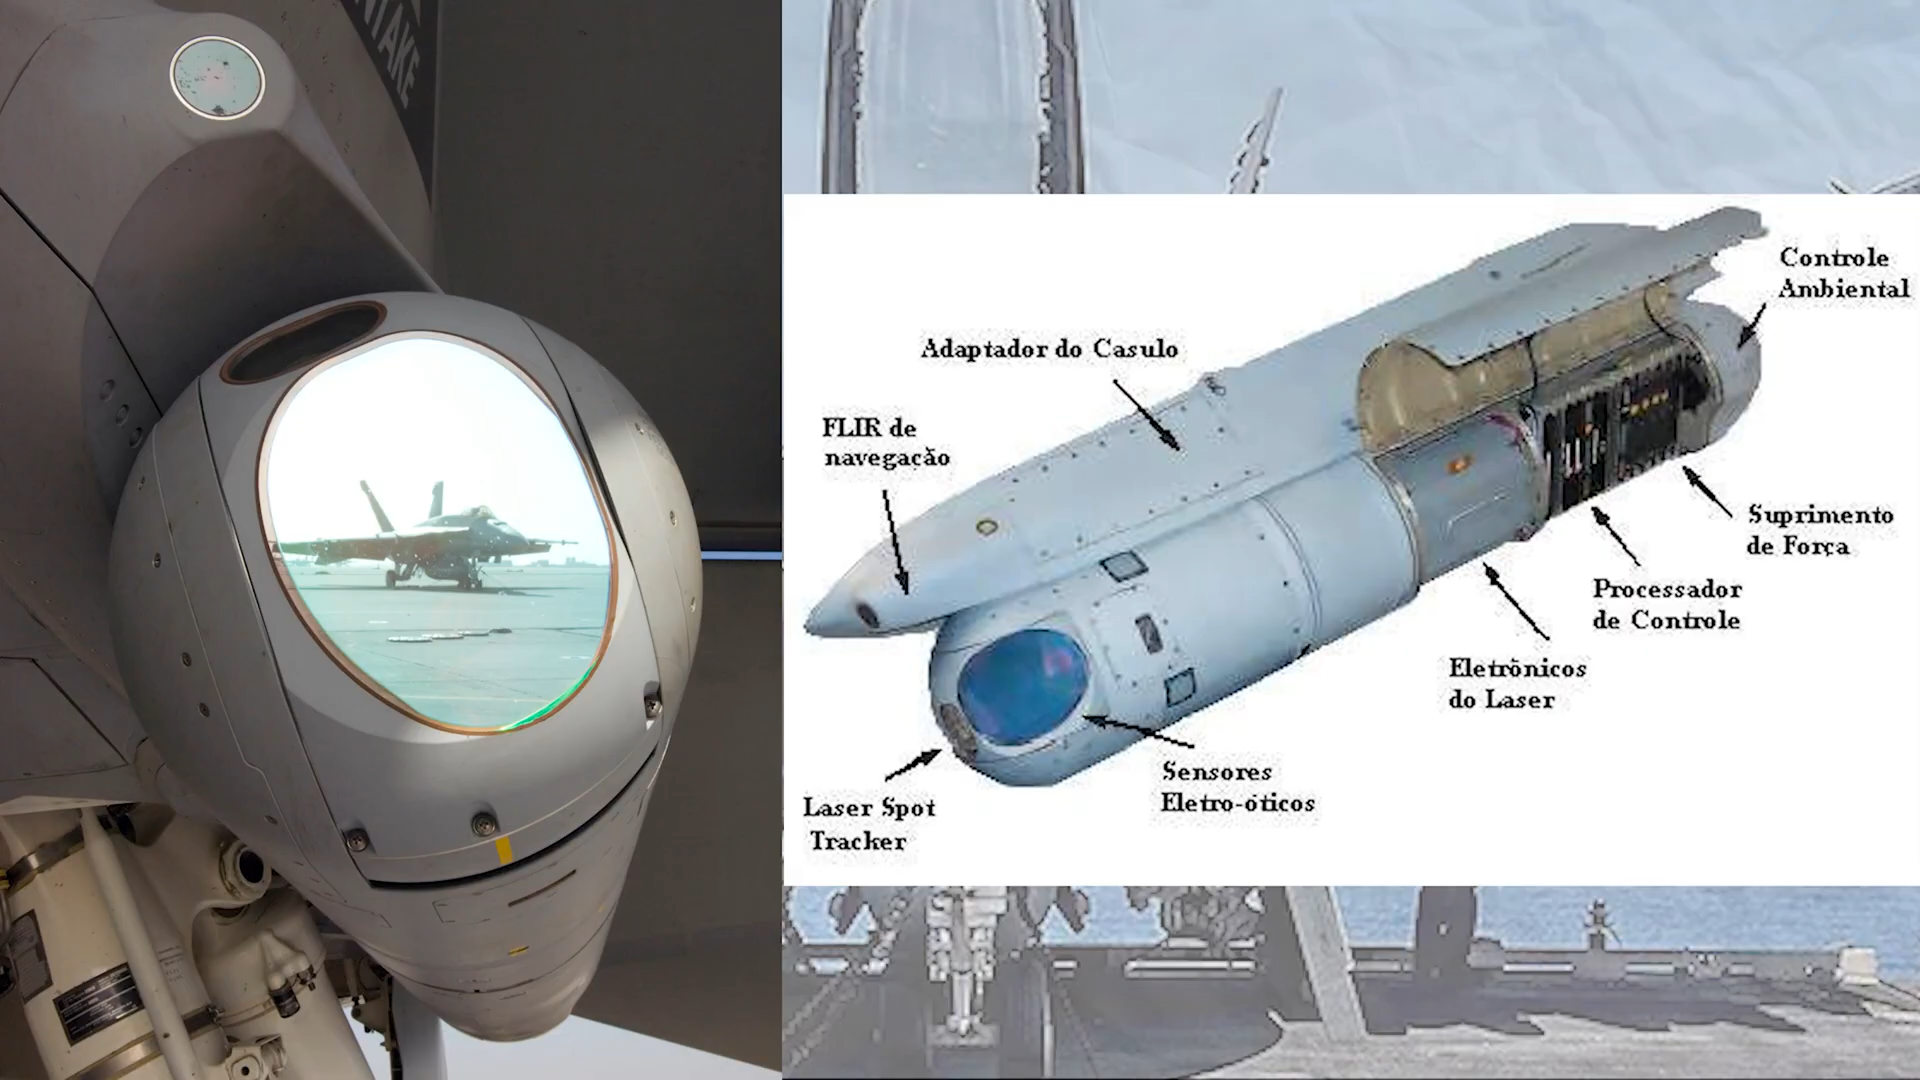 INTAKE
Controle
Ambiental
Adaptador do Casulo
FLIR de
navegação
Suprimento
de Força
Processador
de Controle
Eletrônicos
do Laser
Sensores
Eletro-óticos
Laser Spot
Tracker